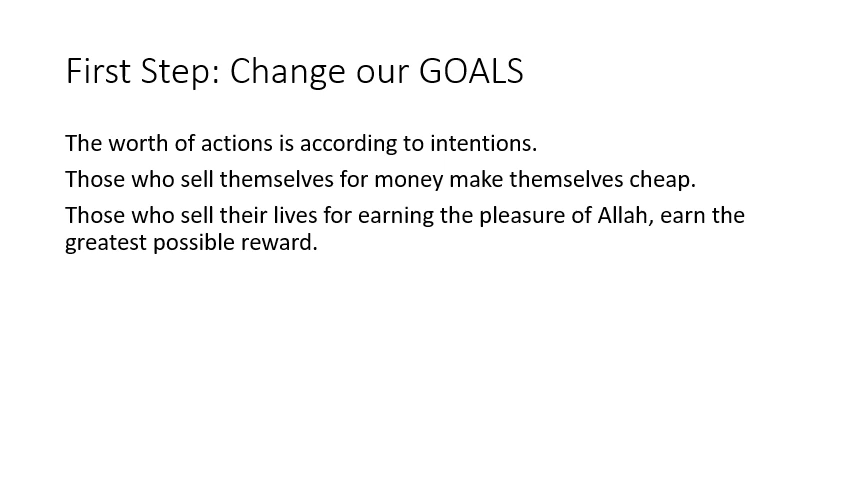 First Step: Change our GOALS
The worth of actions is according to intentions.
Those who sell themselves for money make themselves cheap.
Those who sell their lives for earning the pleasure of Allah, earn the
greatest possible reward.